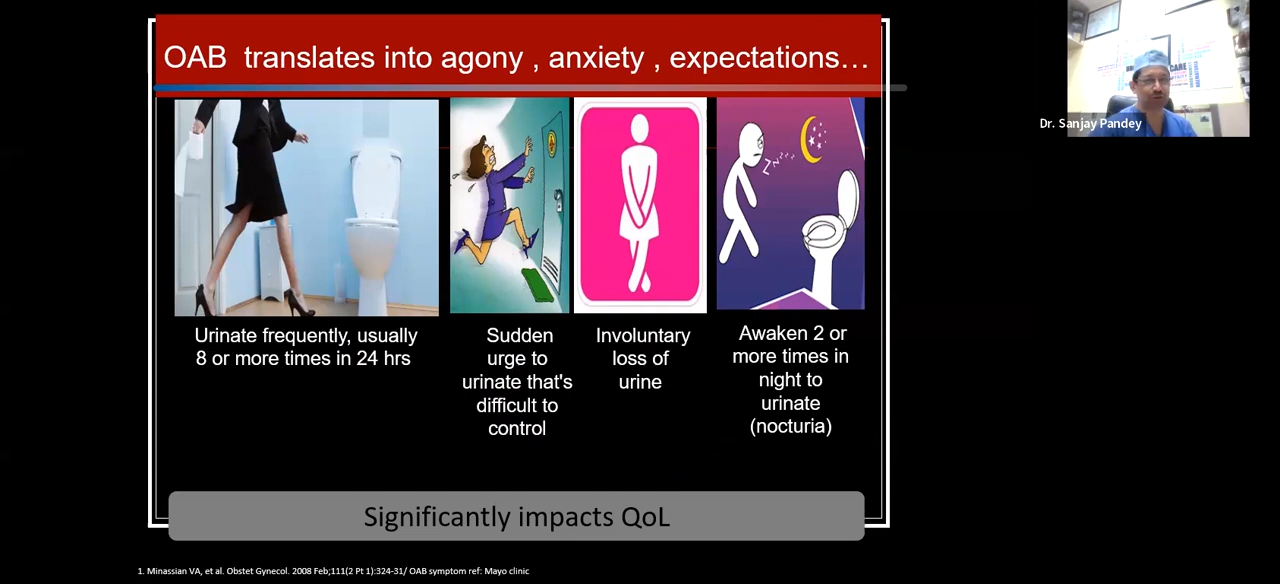 OAB translates into agony , anxiety , expectations...
Dr. Sanjay Pandey
CARE
zzzzz
Urinate frequently, usually
8 or more times in 24 hrs
Sudden
urge to
urinate that's
difficult to
control
Involuntary
loss of
urine
Awaken 2 or
more times in
night to
urinate
(nocturia)
Significantly impacts QoL
1. Minassian VA, et al. Obstet Gynecol. 2008 Feb;111(2 Pt 1):324-31/ OAB symptom ref: Mayo clinic